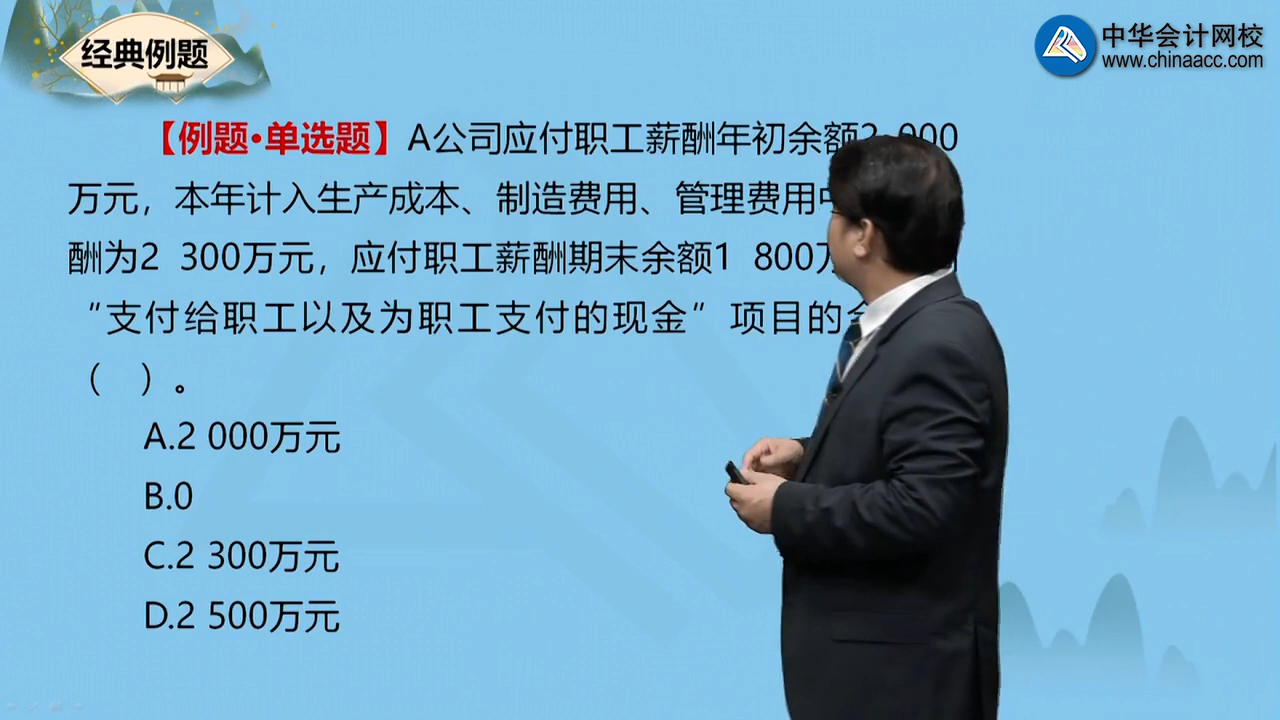 经典例题
中华会计网校
www.chinaacc.com
【例题·单选题】A公司应付职工薪酬年初余额2 000
万元，本年计入生产成本、制造费用、管理费用中
酬为2 300万元，应付职工薪酬期末余额1 800万
“支付给职工以及为职工支付的现金”项目的金
（ ）。
A.2 000万元
B.0
C.2 300万元
D.2 500万元